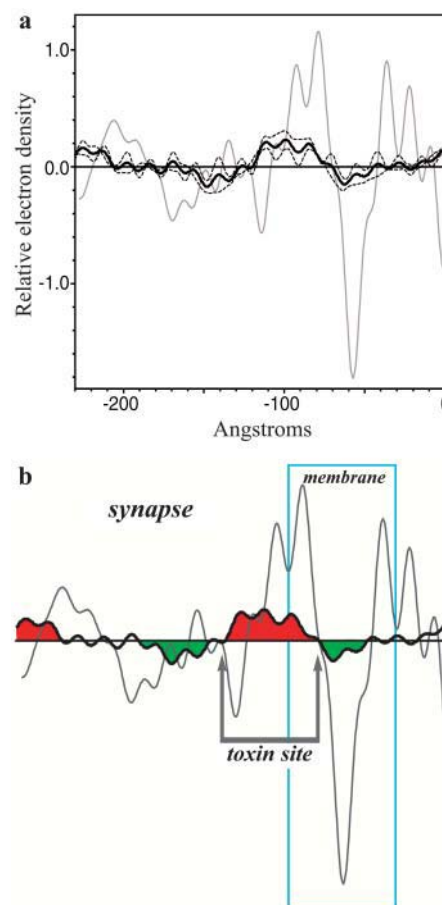 a
1.0
0.0
-1.0
Relative electron density
-200
-100
0
Angstroms
b
synapse
membrane
toxin site